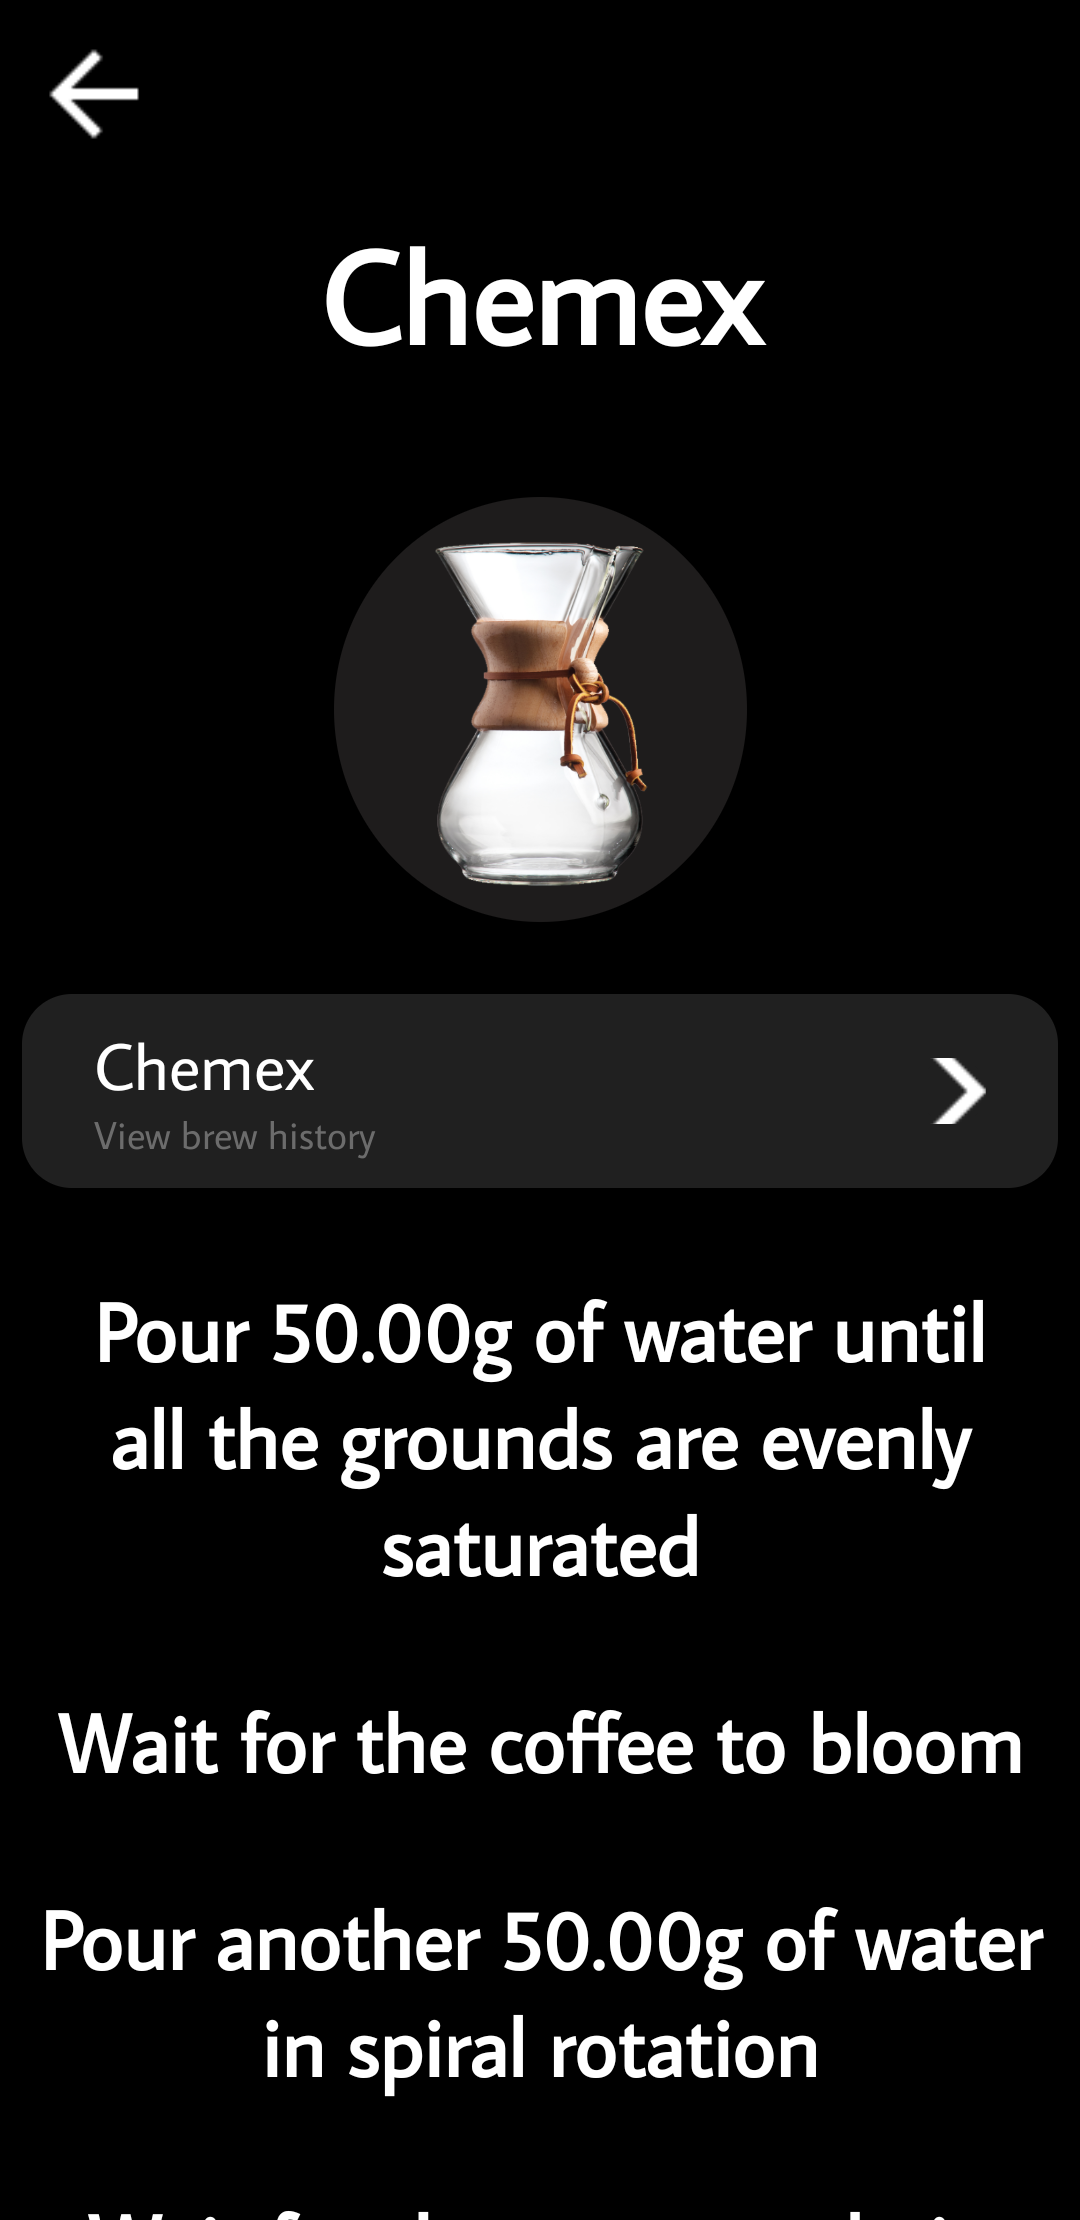 Chemex
Chemex
View brew history
Pour 50.00g of water until
all the grounds are evenly
saturated
Wait for the coffee to bloom
Pour another 50.00g of water
in spiral rotation